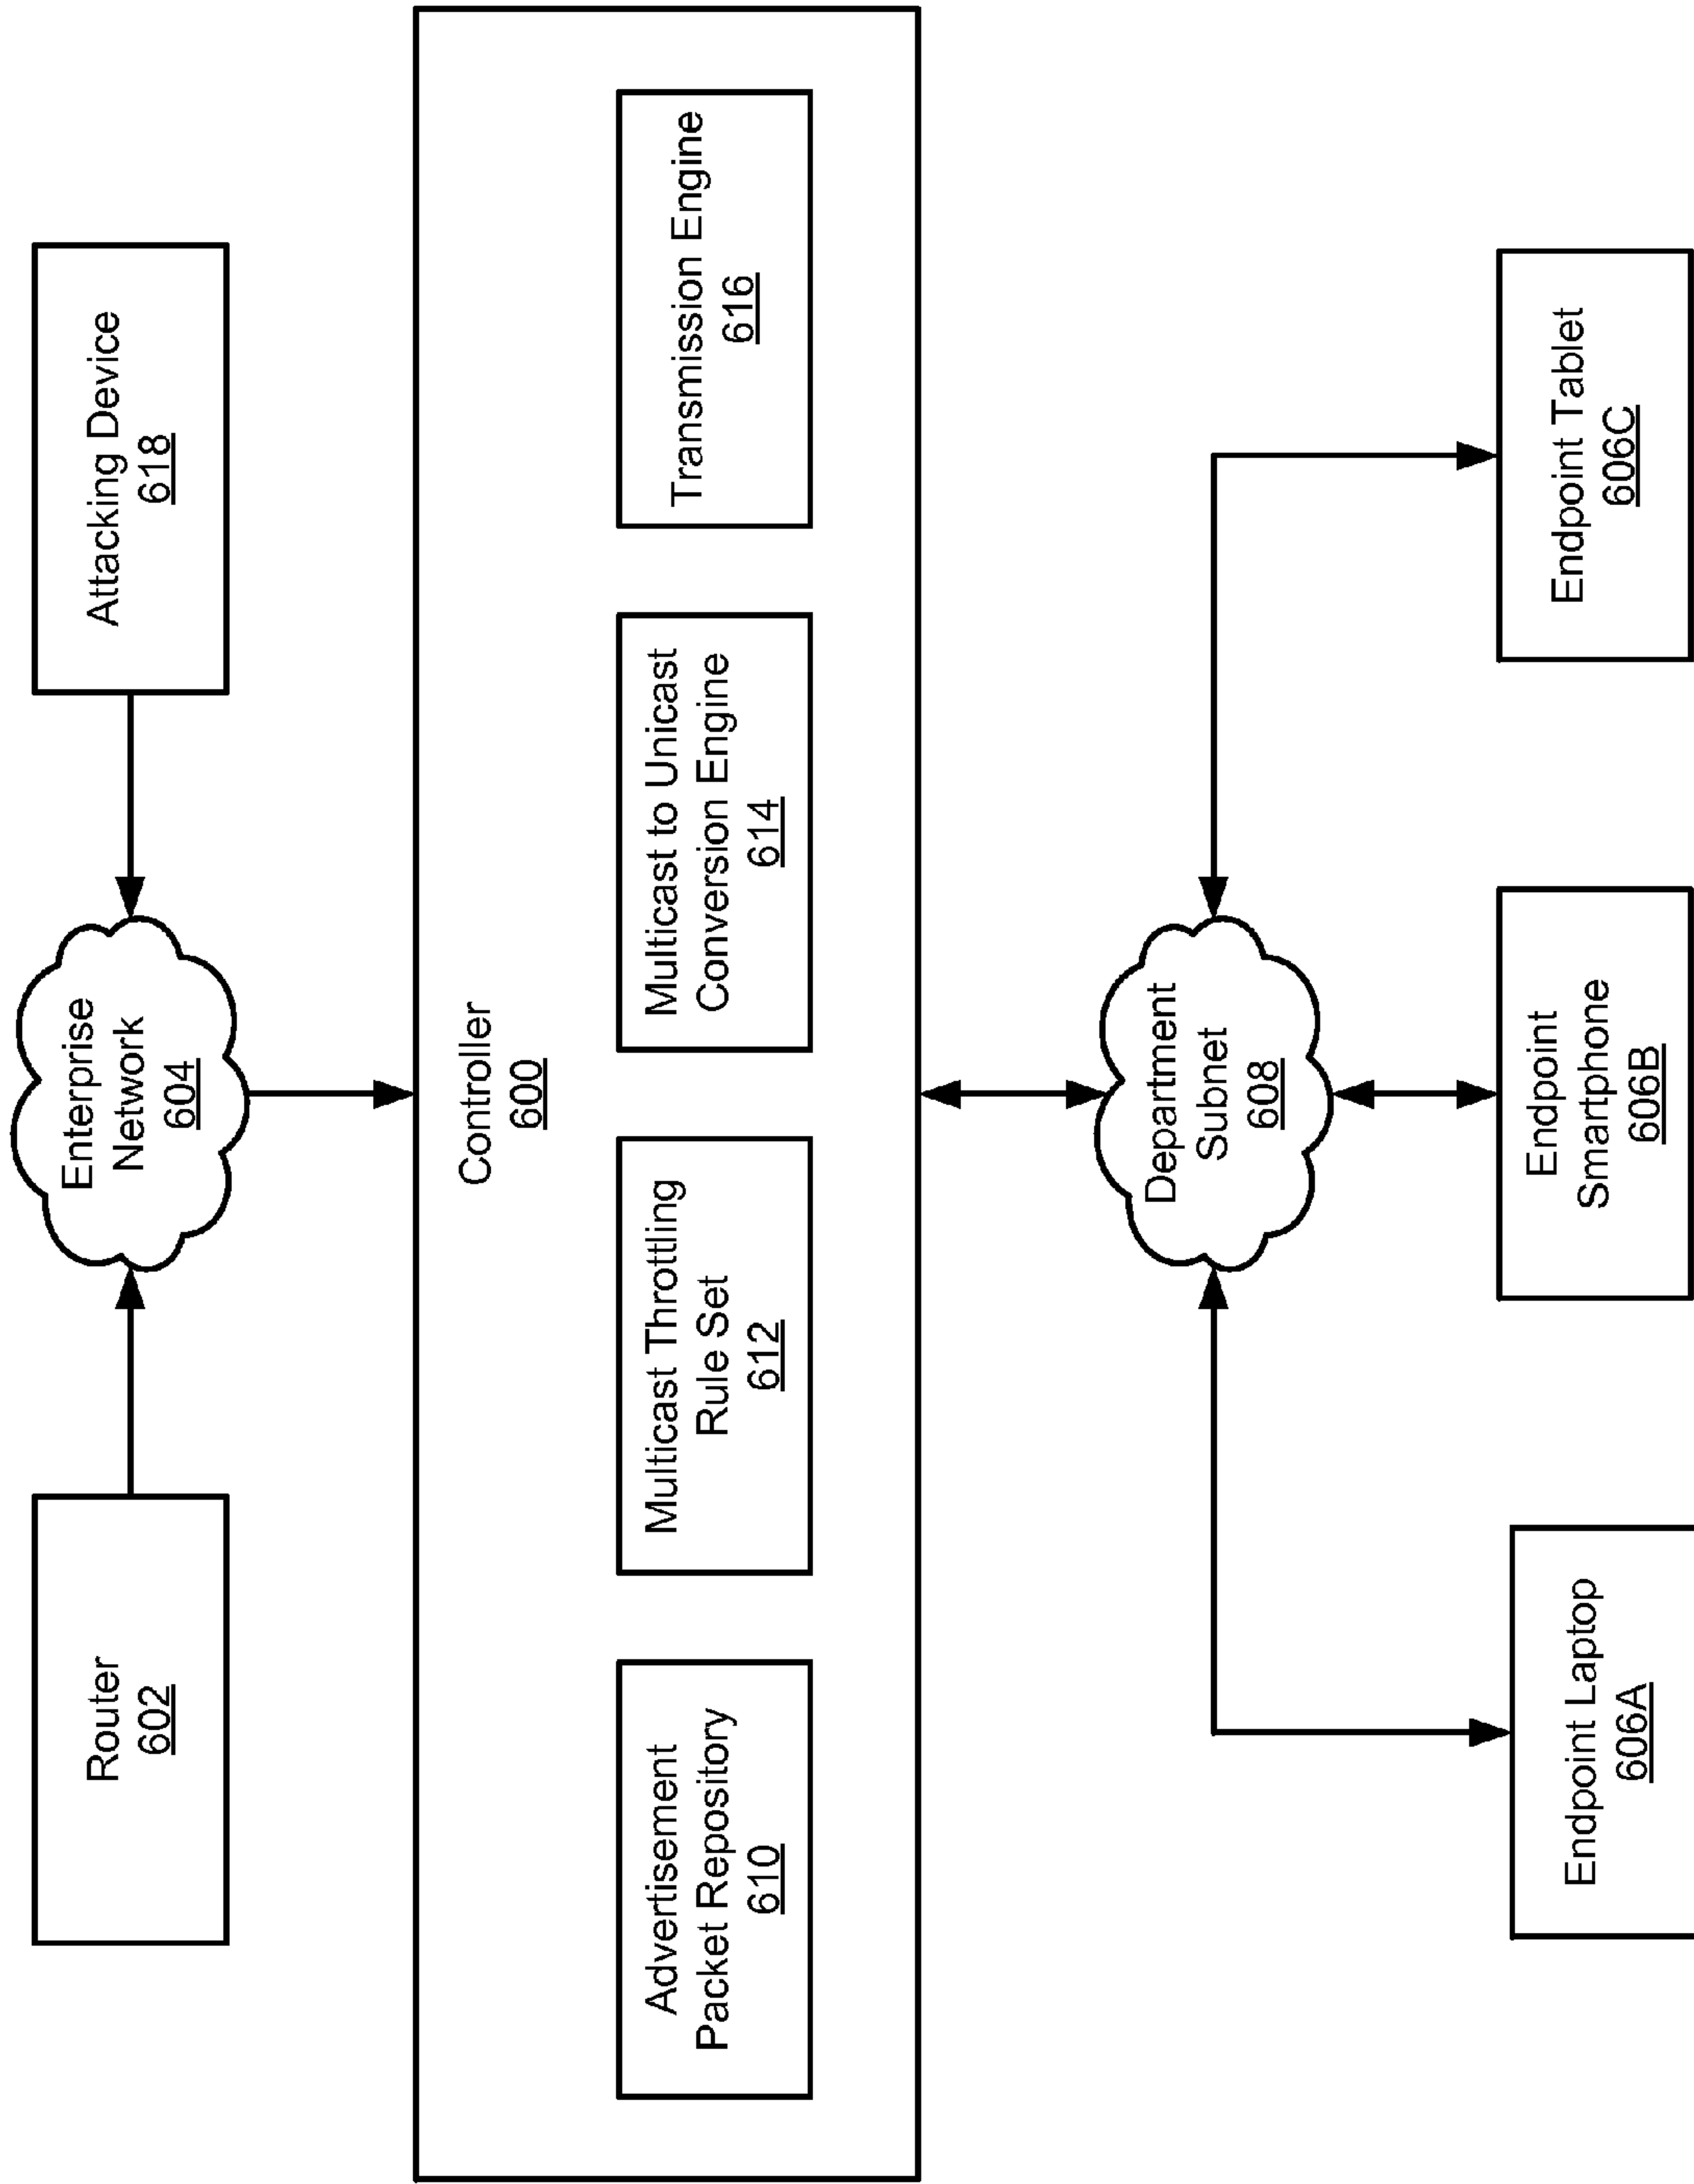 Router
602
Enterprise
Network
604
Attacking Device
618
Controller
600
Advertisement
Packet Repository
610
Multicast Throttling
Rule Set
612
Multicast to Unicast
Conversion Engine
614
Transmission Engine
616
Department
Subnet
608
Endpoint Laptop
606A
Endpoint
Smartphone
606B
Endpoint Tablet
606C